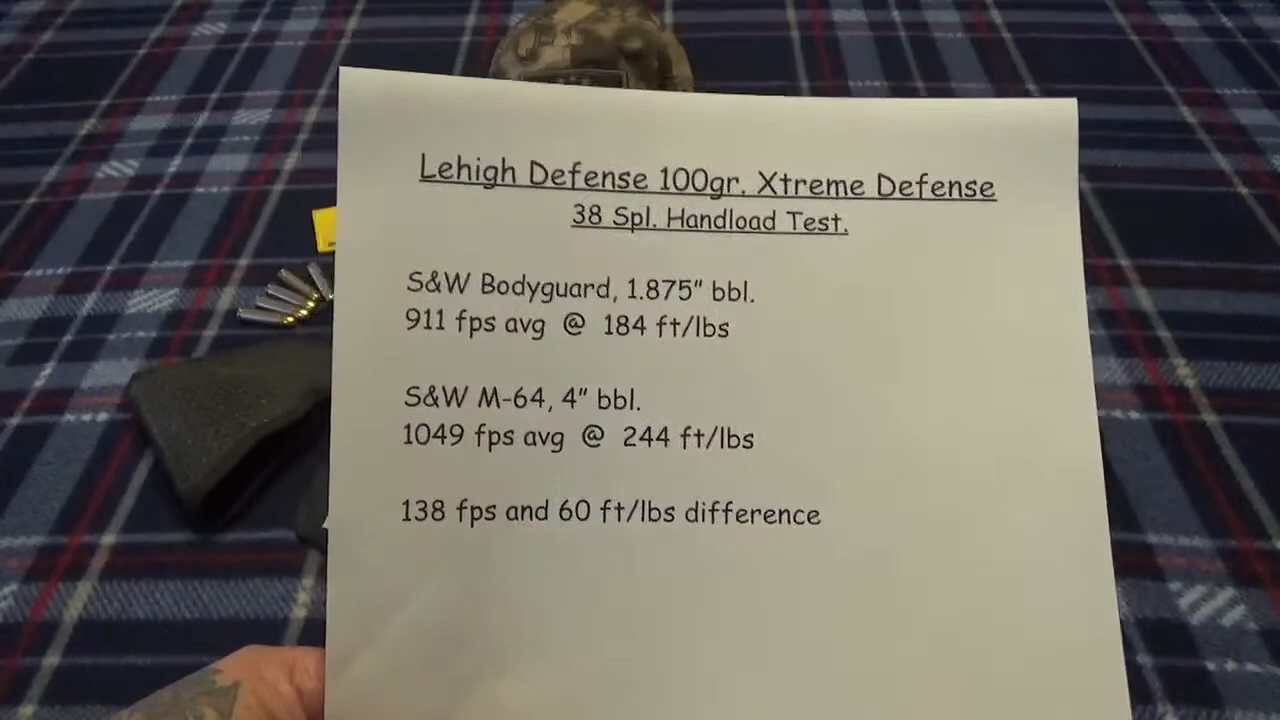 Lehigh Defense 100gr. Xtreme Defense
38 Spl. Handload Test.
S&W Bodyguard, 1.875" bbl.
911 fps avg @ 184 ft/lbs
S&W M-64, 4" bbl.
1049 fps avg @ 244 ft/lbs
138 fps and 60 ft/lbs difference